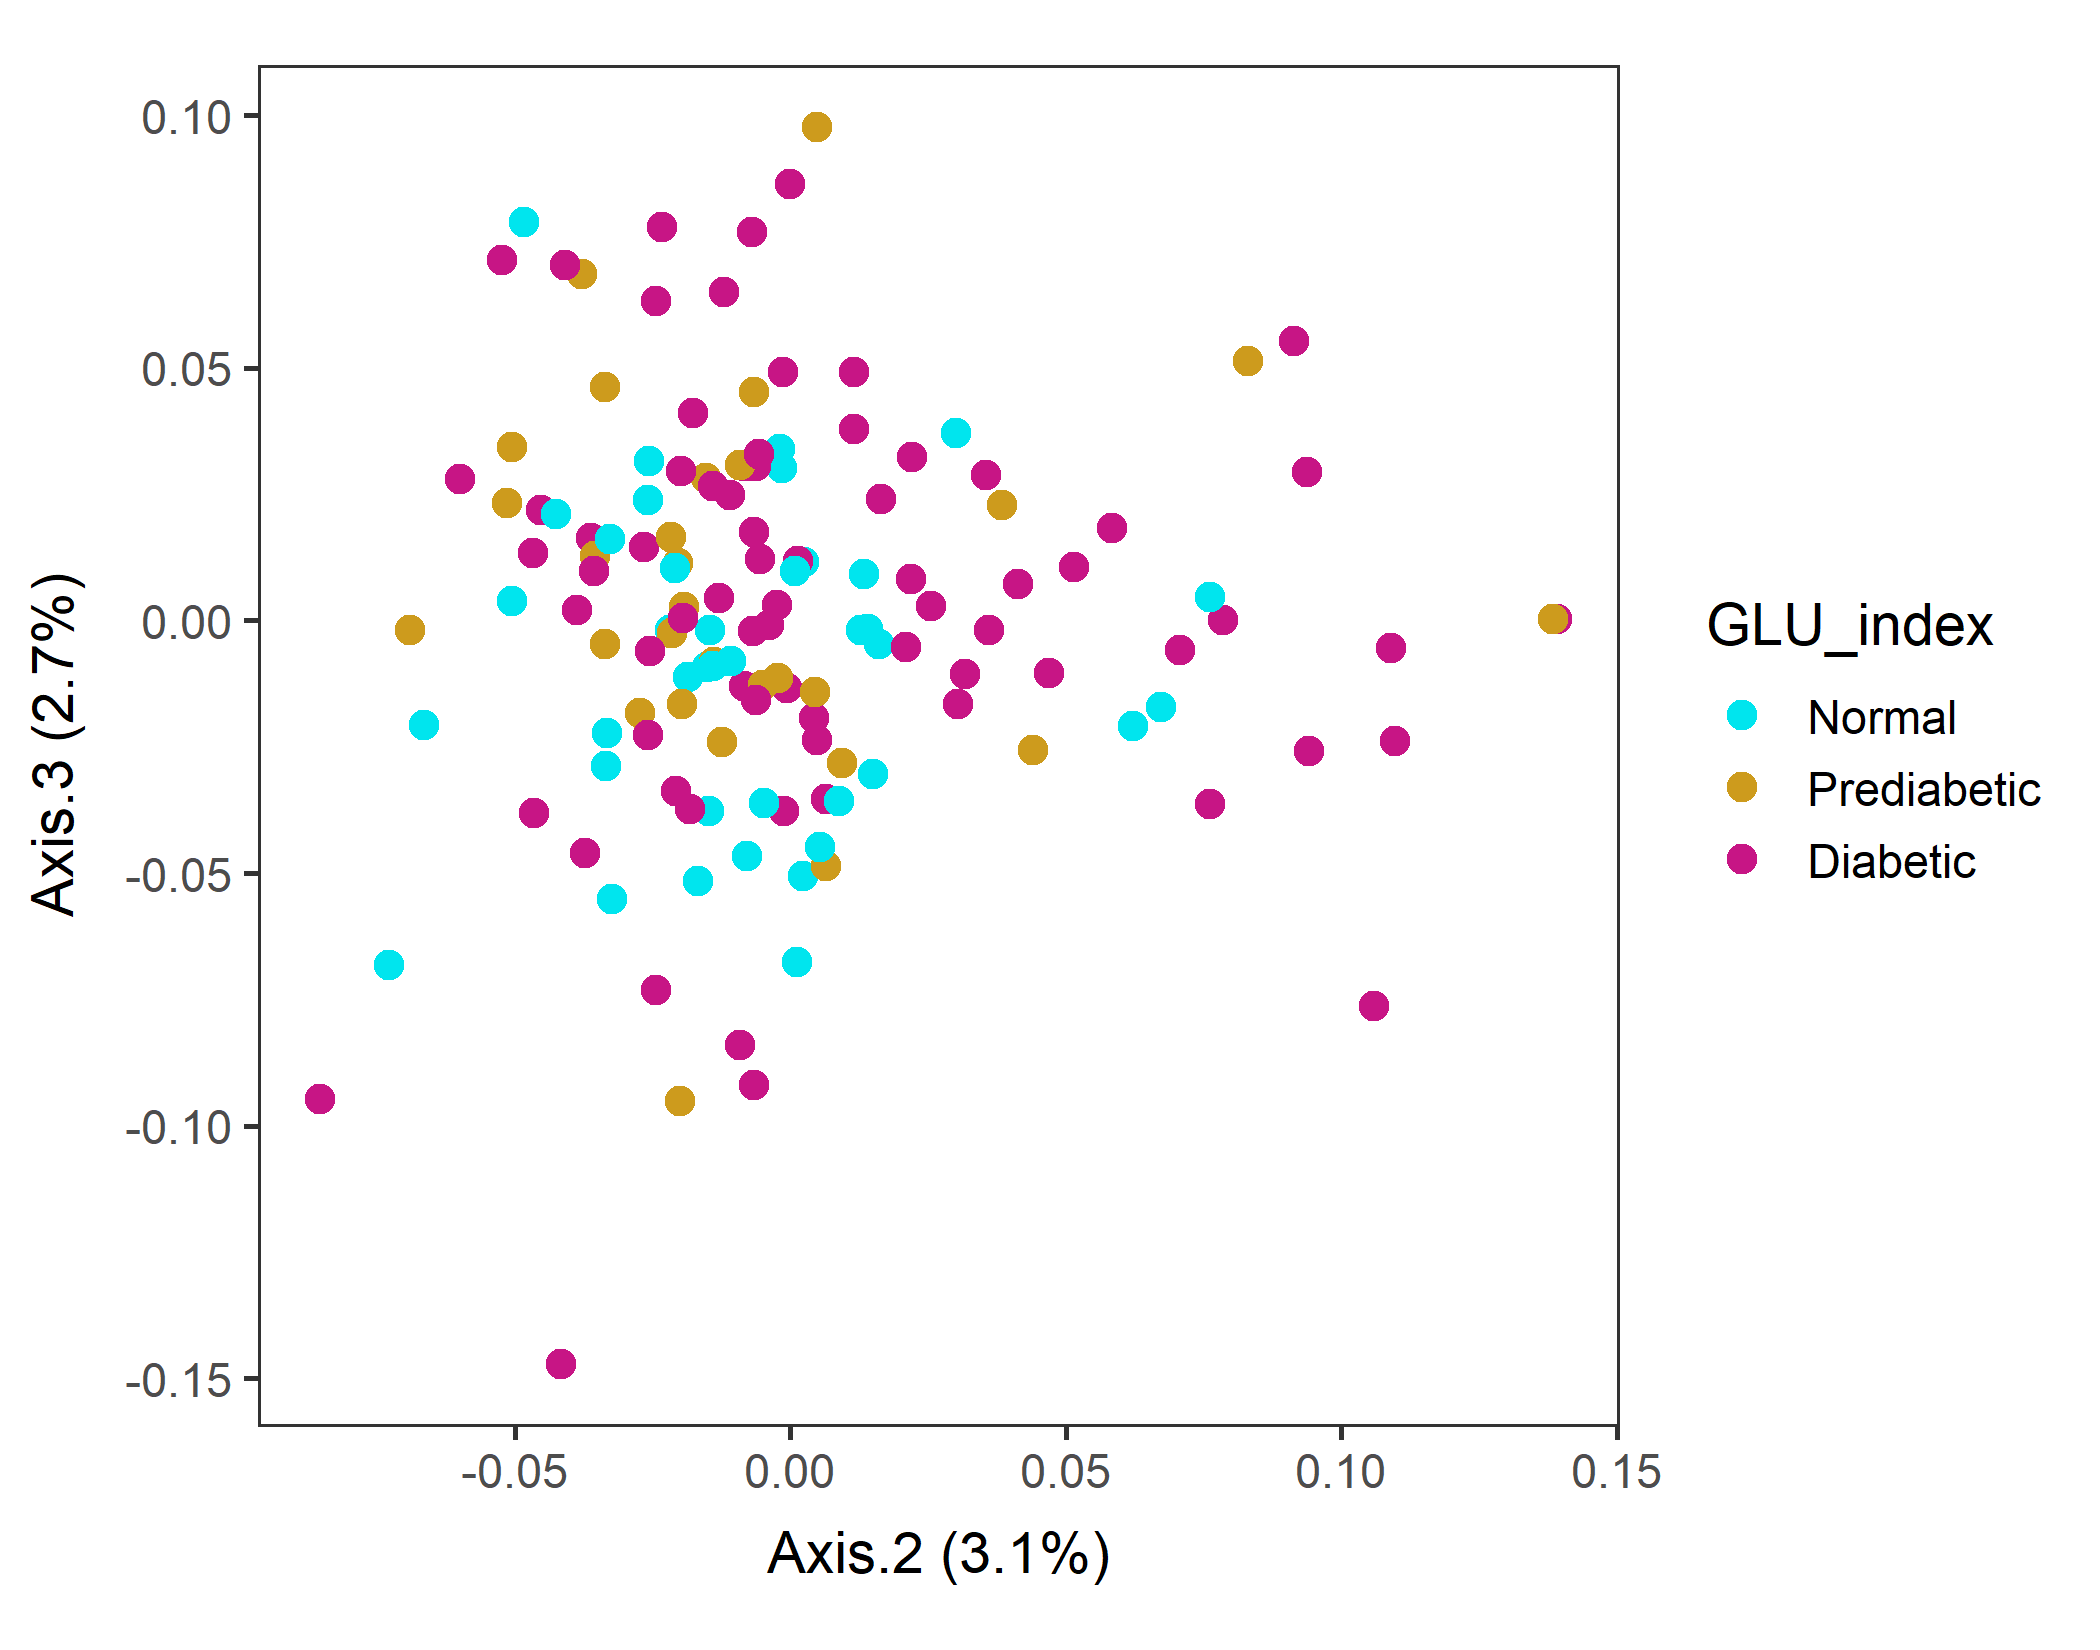 0.10
0.05
0.00
-0.05
-0.10
-0.15
Axis.3 (2.7%)
-0.05 0.00 0.05 0.10 0.15
Axis.2 (3.1%)
GLU_index
Normal
Prediabetic
Diabetic